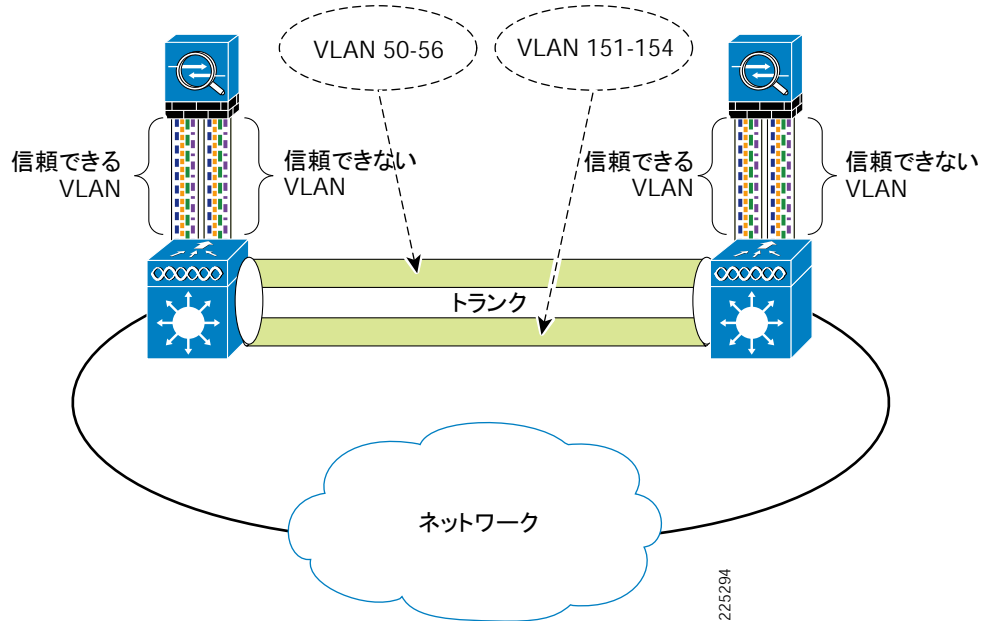 VLAN 50-56
VLAN 151-154
信頼できる
VLAN
信頼できない
VLAN
信頼できる
VLAN
信頼できない
VLAN
トランク
ネットワーク
225294